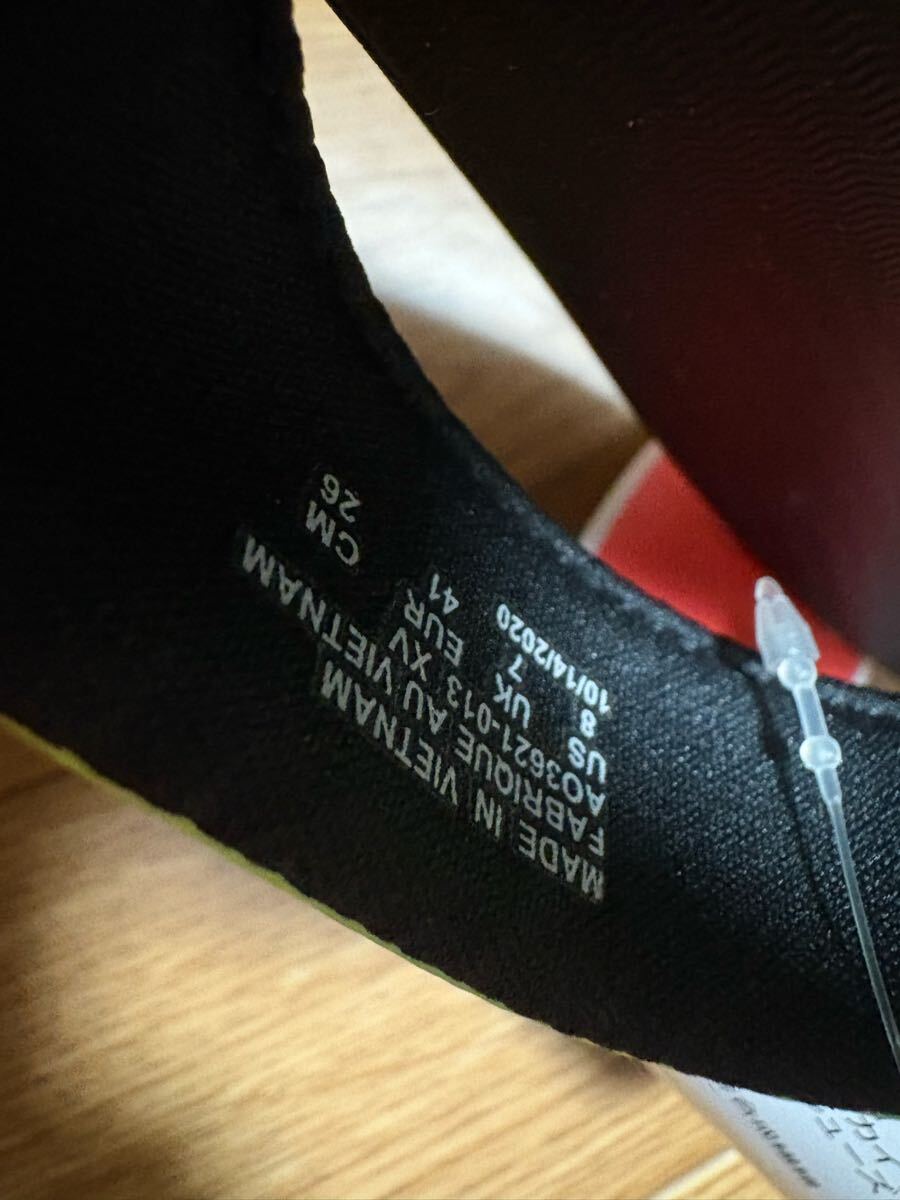 MADE IN VIETNAM
FABRIQUE AU VIETNAM
AO3621-013 XV
US UK EUR CM
8 7 41 26
10/14/2020